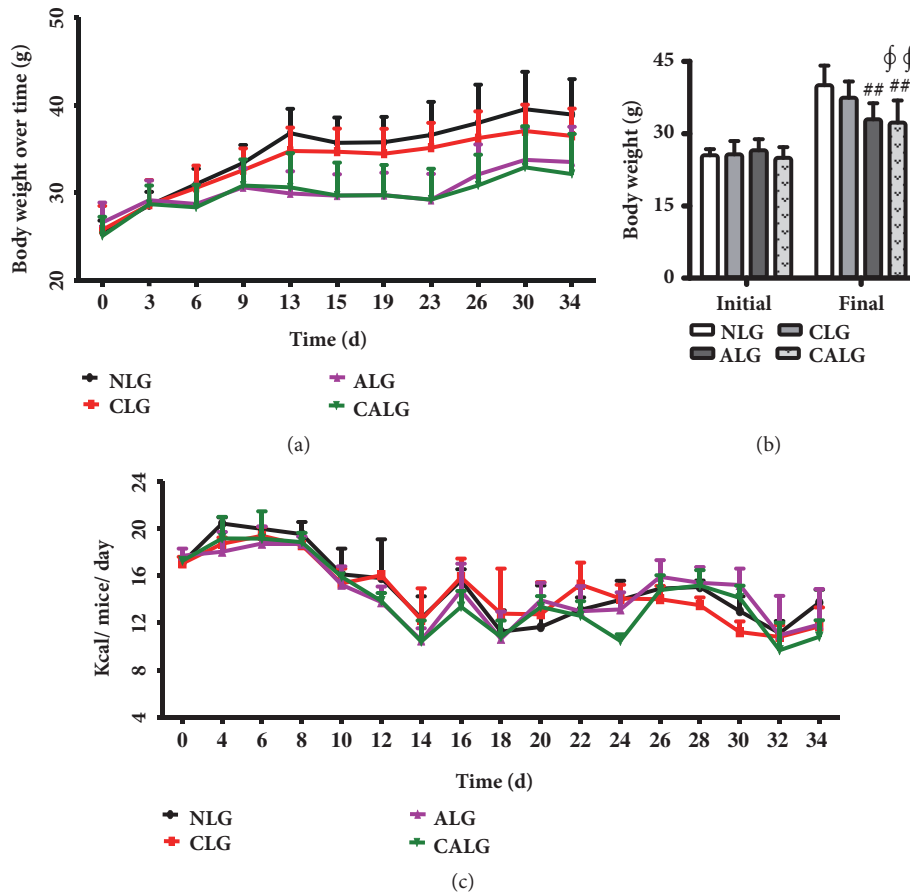 Body weight over time (g)
50
40
30
20
0 3 6 9 13 15 19 23 26 30 34
Time (d)
NLG
ALG
CLG
CALG
(a)
Body weight (g)
45
30
15
0
∮ ∮
## ##
Initial Final
NLG CLG
ALG CALG
(b)
Kcal/ mice/ day
24
20
16
12
8
4
0 4 6 8 10 12 14 16 18 20 22 24 26 28 30 32 34
Time (d)
NLG
ALG
CLG
CALG
(c)